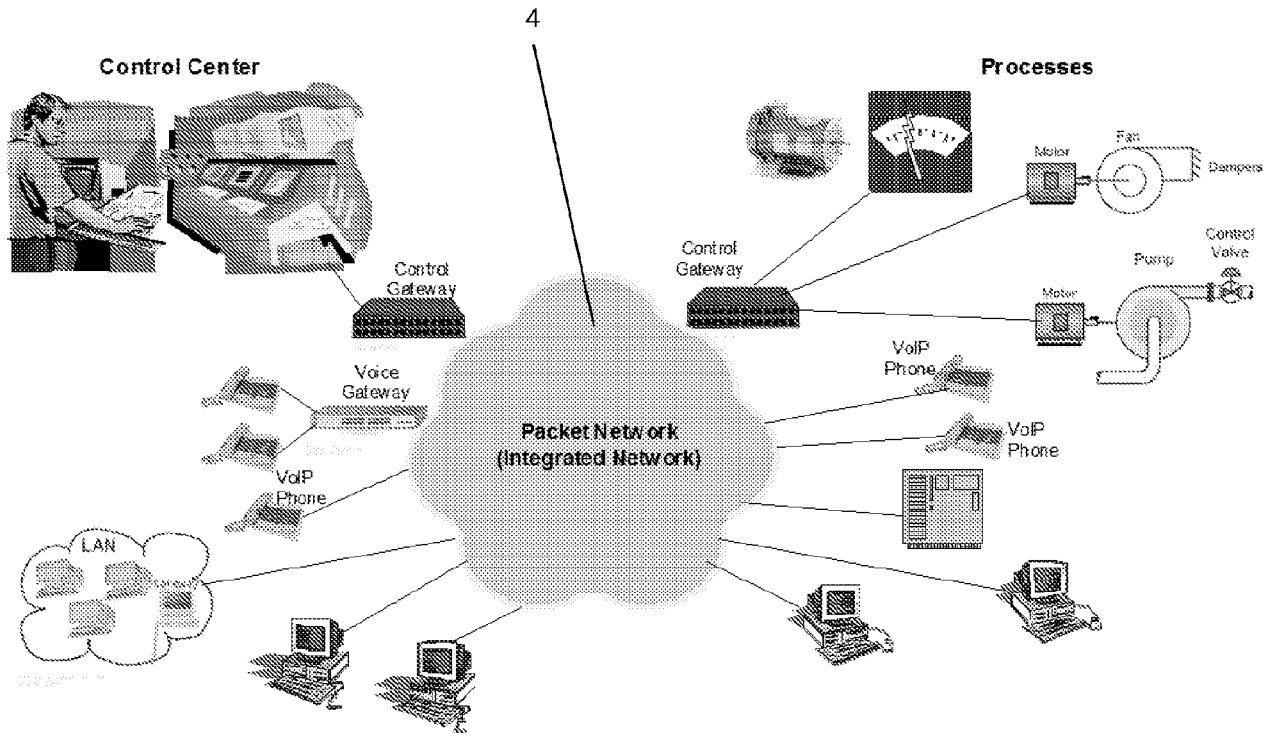 4
Control Center
Processes
Fan
Motor
Dampers
Control
Gateway
Control
Valve
Pump
Control
Gateway
Motor
VoIP
Phone
Voice
Gateway
Packet Network
(Integrated Network)
VoIP
Phone
VoIP
Phone
LAN